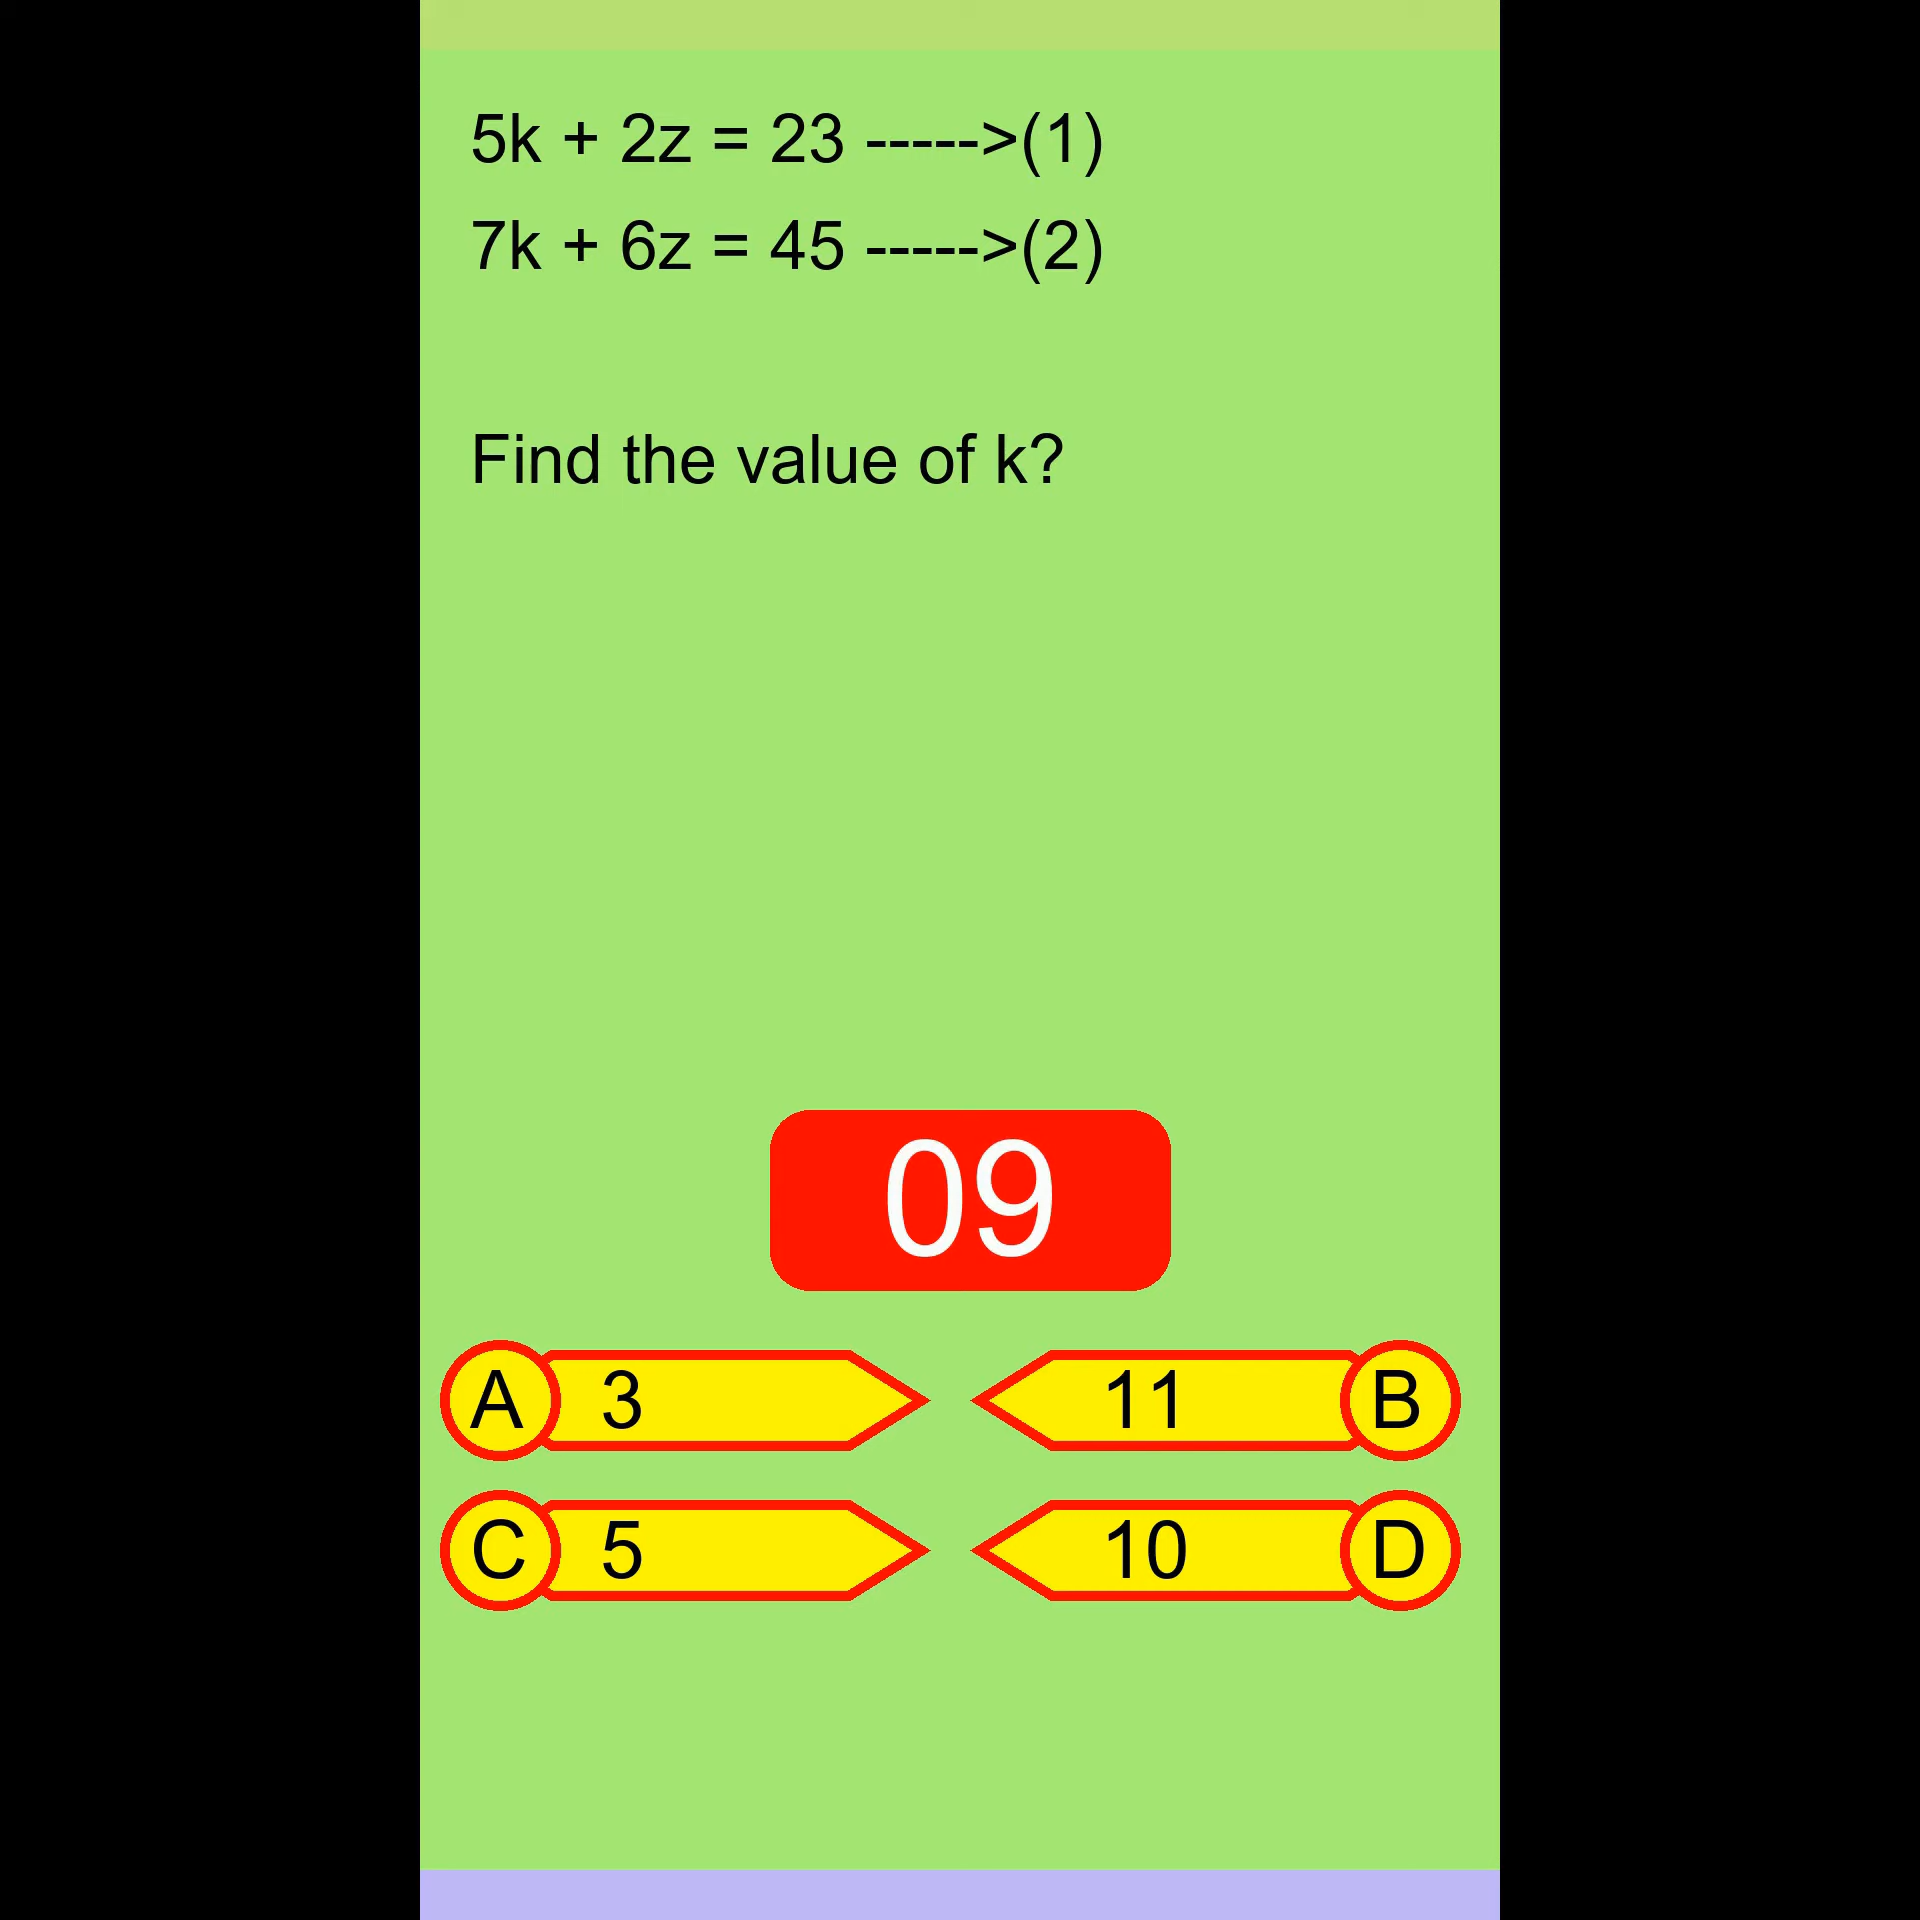 5k + 2z = 23 ----->(1)
7k + 6z = 45 ----->(2)
Find the value of k?
09
A 3
11 B
C 5
10 D